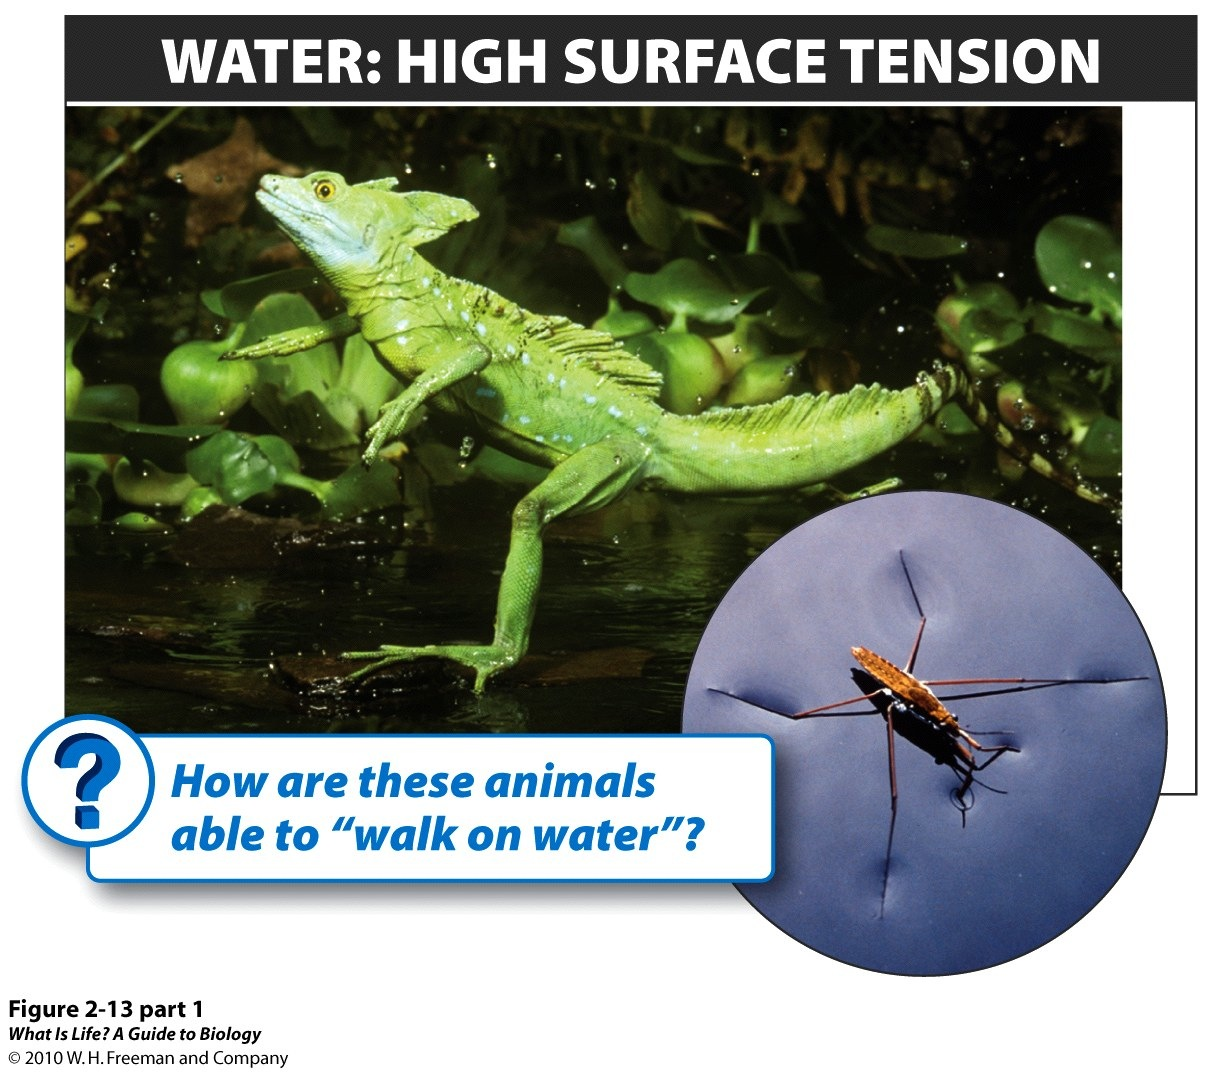 WATER: HIGH SURFACE TENSION
?
How are these animals
able to “walk on water”?
Figure 2-13 part 1
What Is Life? A Guide to Biology
© 2010 W. H. Freeman and Company